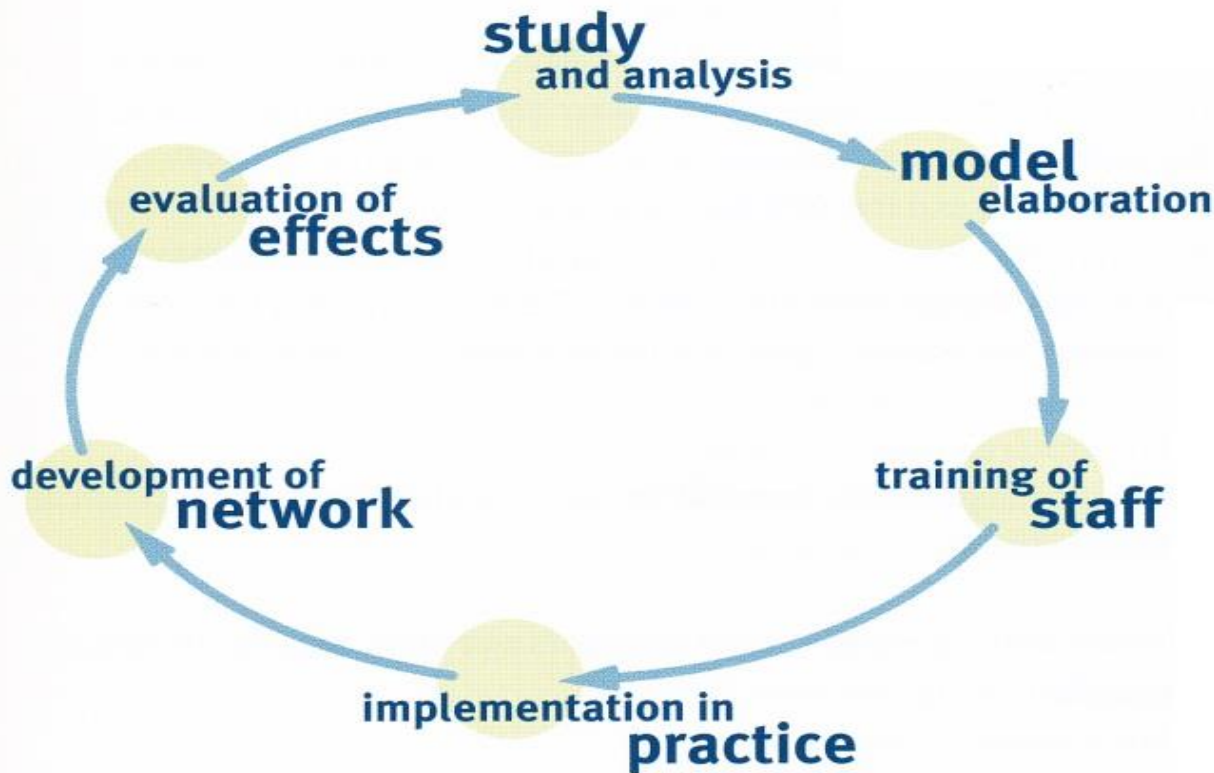 study
and analysis
model
elaboration
training of
staff
implementation in
practice
development of
network
evaluation of
effects